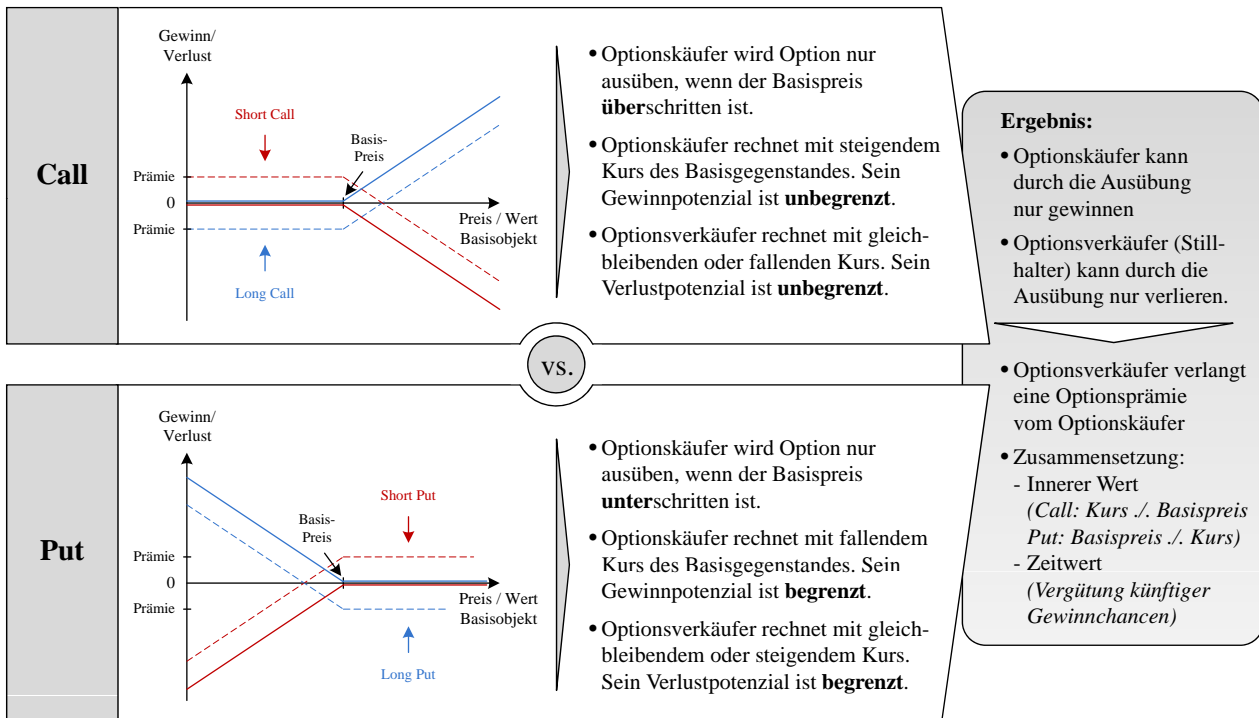 Call
Gewinn/
Verlust
Short Call
Basis-
Preis
Prämie
0
Prämie
Preis / Wert
Basisobjekt
Long Call
• Optionskäufer wird Option nur
ausüben, wenn der Basispreis
überschritten ist.
• Optionskäufer rechnet mit steigendem
Kurs des Basisgegenstandes. Sein
Gewinnpotenzial ist unbegrenzt.
• Optionsverkäufer rechnet mit gleich-
bleibenden oder fallenden Kurs. Sein
Verlustpotenzial ist unbegrenzt.
vs.
Put
Gewinn/
Verlust
Short Put
Basis-
Preis
Prämie
0
Prämie
Preis / Wert
Basisobjekt
Long Put
• Optionskäufer wird Option nur
ausüben, wenn der Basispreis
unterschritten ist.
• Optionskäufer rechnet mit fallendem
Kurs des Basisgegenstandes. Sein
Gewinnpotenzial ist begrenzt.
• Optionsverkäufer rechnet mit gleich-
bleibendem oder steigendem Kurs.
Sein Verlustpotenzial ist begrenzt.
Ergebnis:
• Optionskäufer kann
durch die Ausübung
nur gewinnen
• Optionsverkäufer (Still-
halter) kann durch die
Ausübung nur verlieren.
• Optionsverkäufer verlangt
eine Optionsprämie
vom Optionskäufer
• Zusammensetzung:
- Innerer Wert
(Call: Kurs ./. Basispreis
Put: Basispreis ./. Kurs)
- Zeitwert
(Vergütung künftiger
Gewinnchancen)